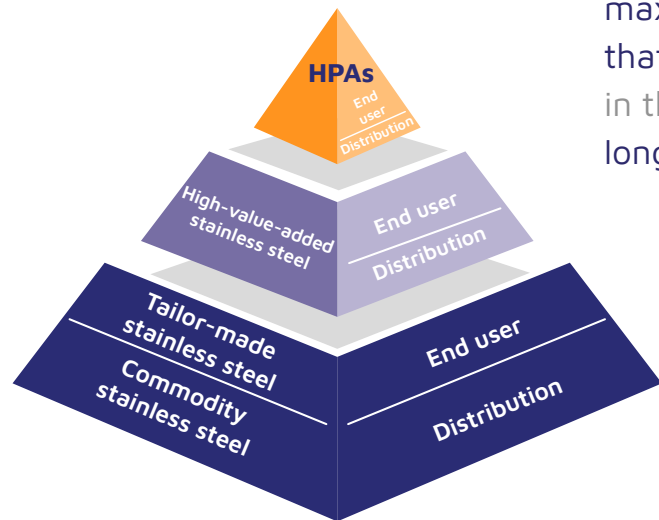 max
that
in th
long
HPAs
End
user
Distribution
High-value-added
stainless steel
End user
Distribution
Tailor-made
stainless steel
Commodity
stainless steel
End user
Distribution